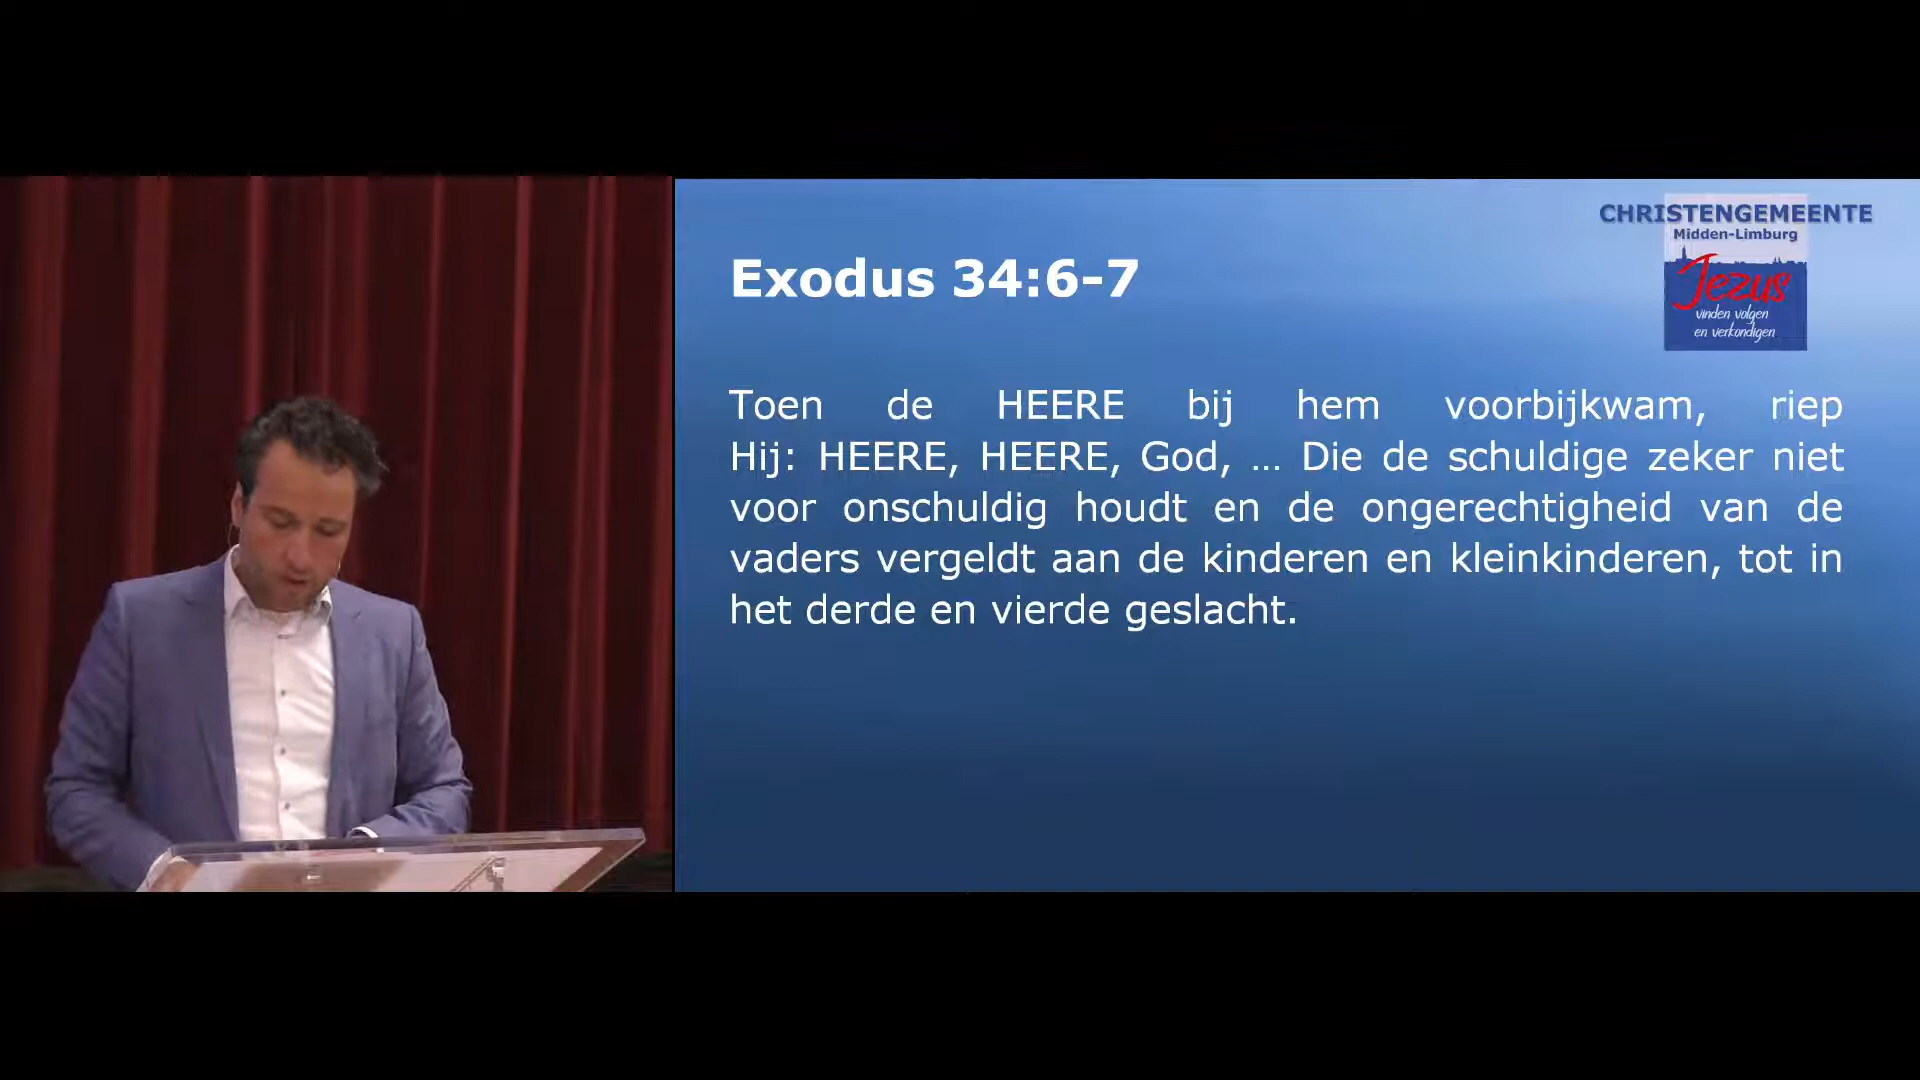 CHRISTENGEMEENTE
Midden-Limburg
Jezus
vinden volgen
en verkondigen
Exodus 34:6-7
Toen de HEERE bij hem voorbijkwam, riep
Hij: HEERE, HEERE, God, … Die de schuldige zeker niet
voor onschuldig houdt en de ongerechtigheid van de
vaders vergeldt aan de kinderen en kleinkinderen, tot in
het derde en vierde geslacht.